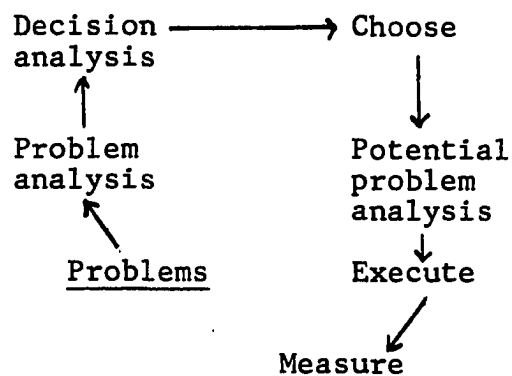 Decision
analysis
Choose
Problem
analysis
Potential
problem
analysis
Problems
Execute
Measure